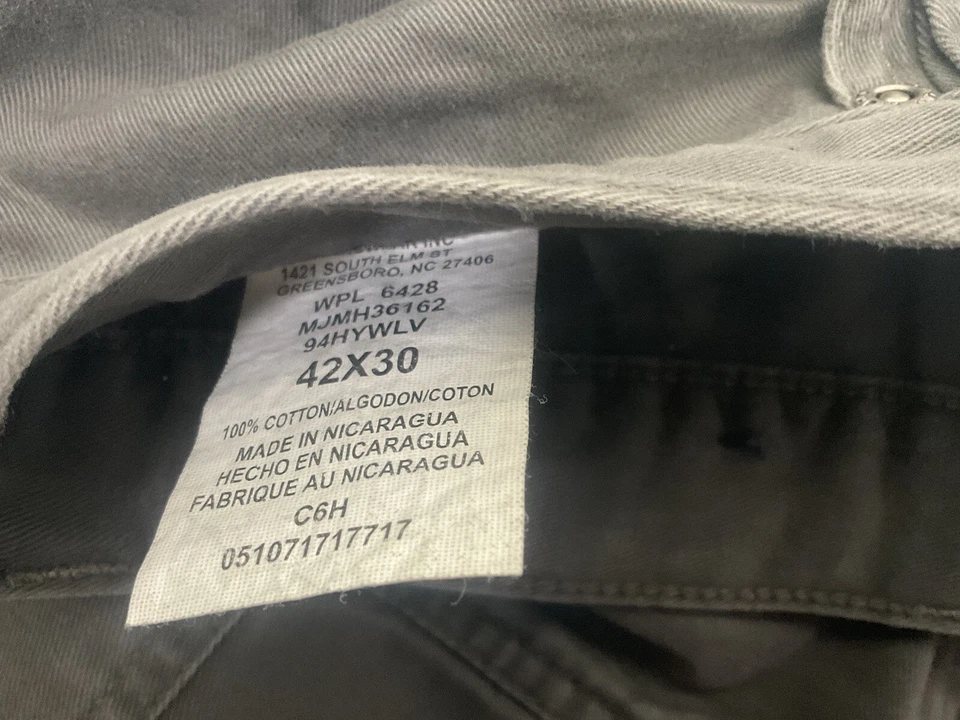 INC
1421 SOUTH ELM ST
GREENSBORO, NC 27406
WPL 6428
MJMH36162
94HYWLV
42X30
100% COTTON/ALGODON/COTON
MADE IN NICARAGUA
HECHO EN NICARAGUA
FABRIQUE AU NICARAGUA
C6H
051071717717